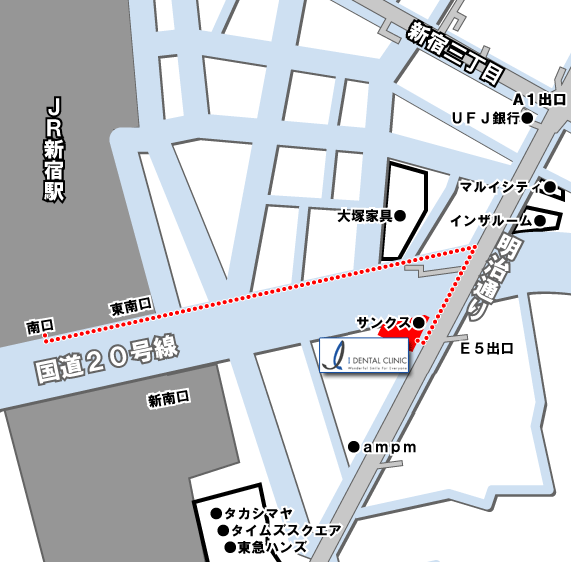 新宿三丁目
A1出口
UFJ銀行
JR新宿駅
マルイシティ
大塚家具
インザルーム
明治通り
東南口
南口
サンクス
国道20号線
E5出口
I DENTAL CLINIC
Wonderful Smile for Everyone
新南口
ampm
タカシマヤ
タイムズスクエア
東急ハンズ